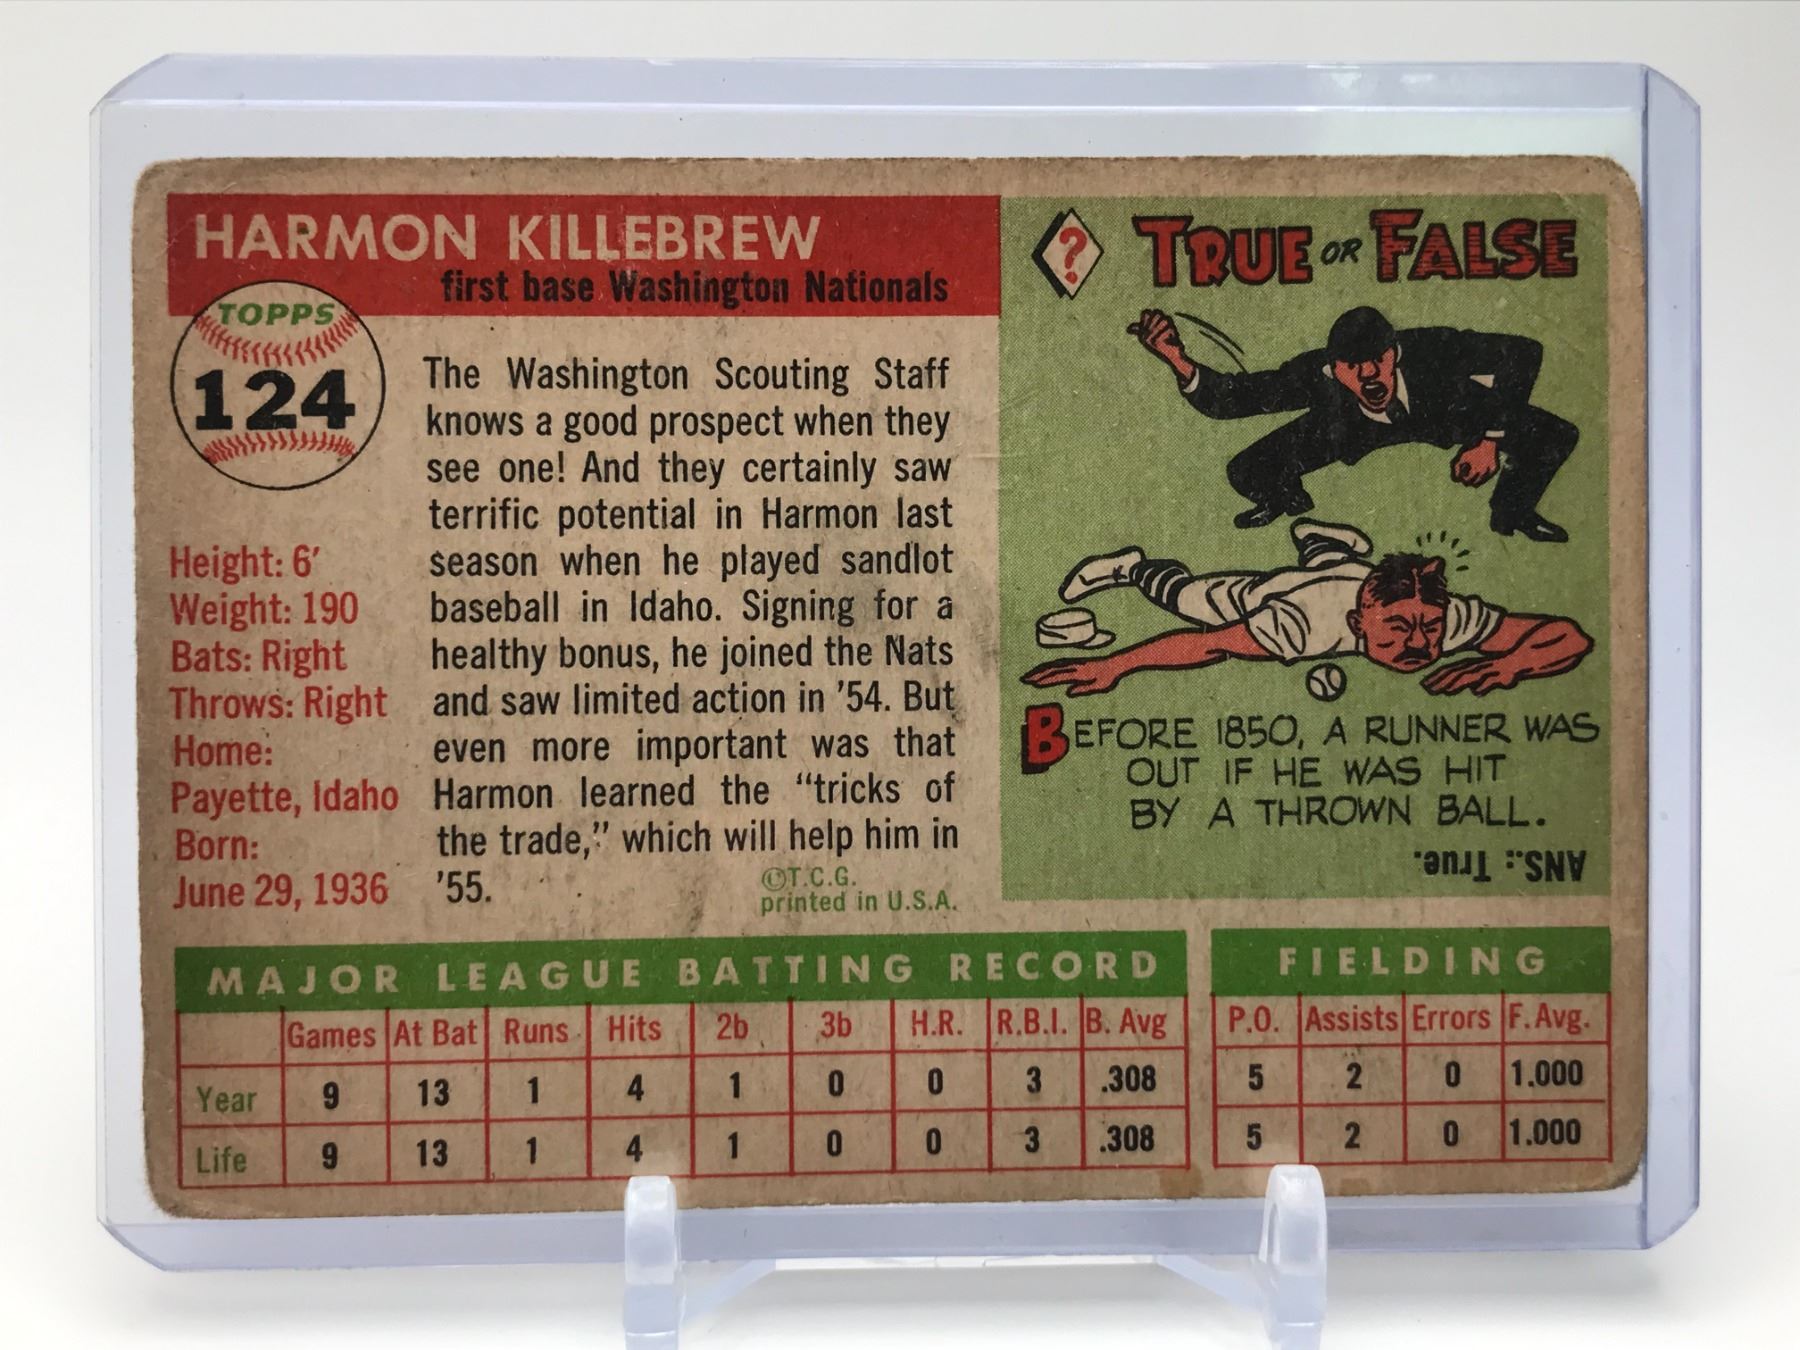 HARMON KILLEBREW
first base Washington Nationals
TOPPS
124
Height: 6'
Weight: 190
Bats: Right
Throws: Right
Home:
Payette, Idaho
Born:
June 29, 1936
The Washington Scouting Staff
knows a good prospect when they
see one! And they certainly saw
terrific potential in Harmon last
season when he played sandlot
baseball in Idaho. Signing for a
healthy bonus, he joined the Nats
and saw limited action in '54. But
even more important was that
Harmon learned the "tricks of
the trade," which will help him in
'55.
©T.C.G.
printed in U.S.A.
?
TRUE OR FALSE
BEFORE 1850, A RUNNER WAS
OUT IF HE WAS HIT
BY A THROWN BALL.
ANS.: True.
MAJOR LEAGUE BATTING RECORD
Games At Bat Runs Hits 2b 3b H.R. R.B.I. B. Avg
Year 9 13 1 4 1 0 0 3 .308
Life 9 13 1 4 1 0 0 3 .308
FIELDING
P.O. Assists Errors F. Avg.
5 2 0 1.000
5 2 0 1.000